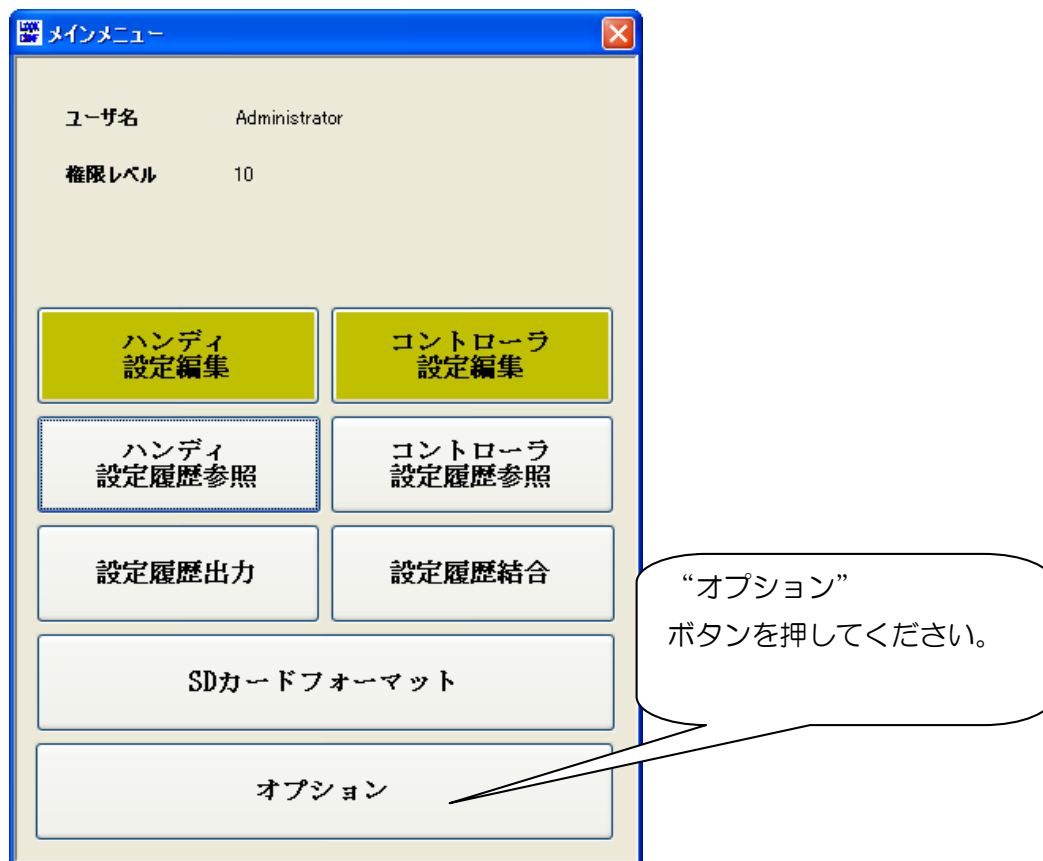 メインメニュー
ユーザ名 Administrator
権限レベル 10
ハンディ
設定編集
コントローラ
設定編集
ハンディ
設定履歴参照
コントローラ
設定履歴参照
設定履歴出力 設定履歴結合
“オプション”
ボタンを押してください。
SDカードフォーマット
オプション